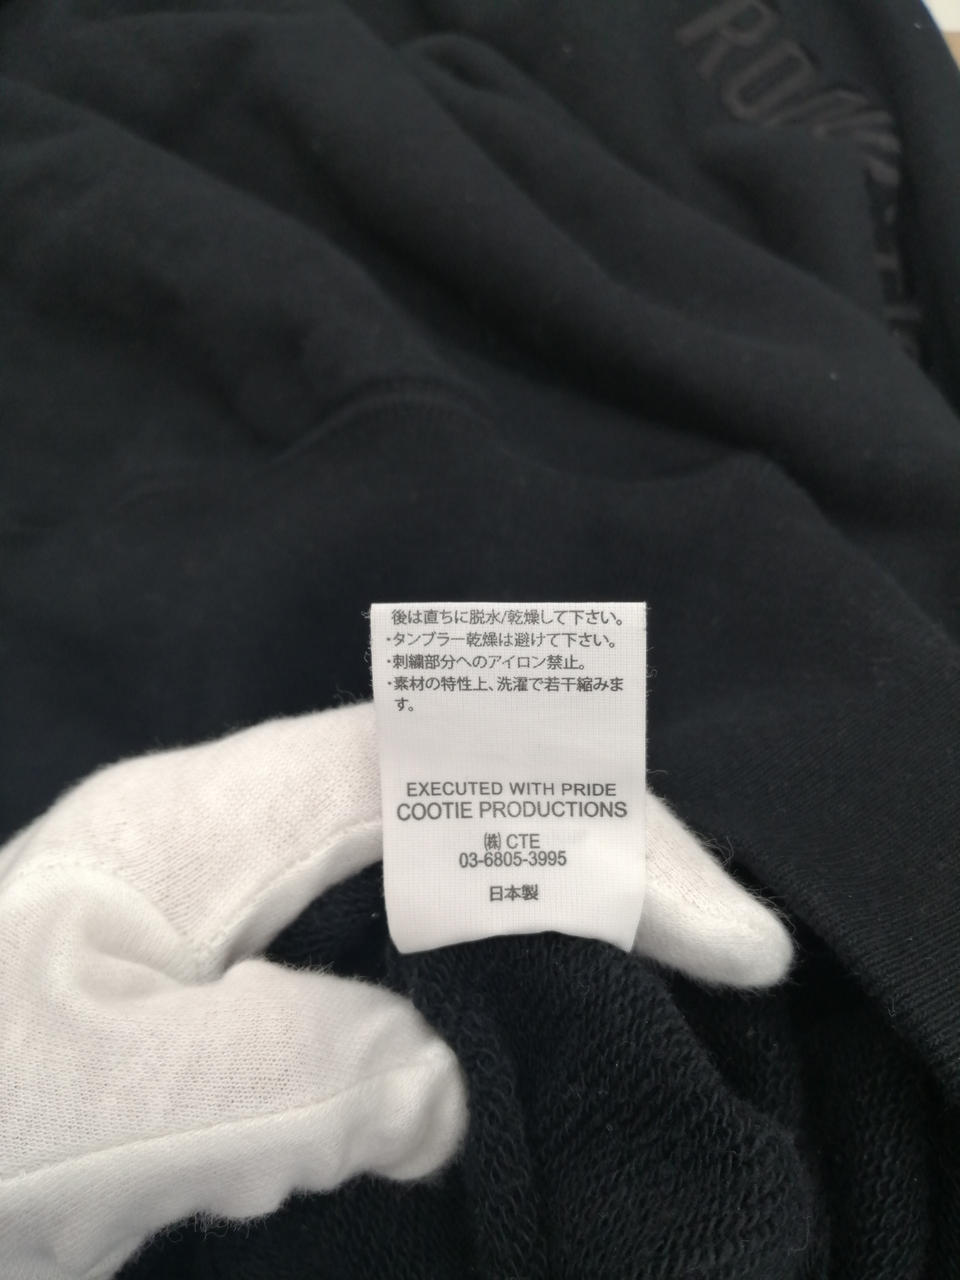 後は直ちに脱水/乾燥して下さい。
・タンブラー乾燥は避けて下さい。
・刺繍部分へのアイロン禁止。
・素材の特性上、洗濯で若干縮みま
す。
EXECUTED WITH PRIDE
COOTIE PRODUCTIONS
㈱ CTE
03-6805-3995
日本製